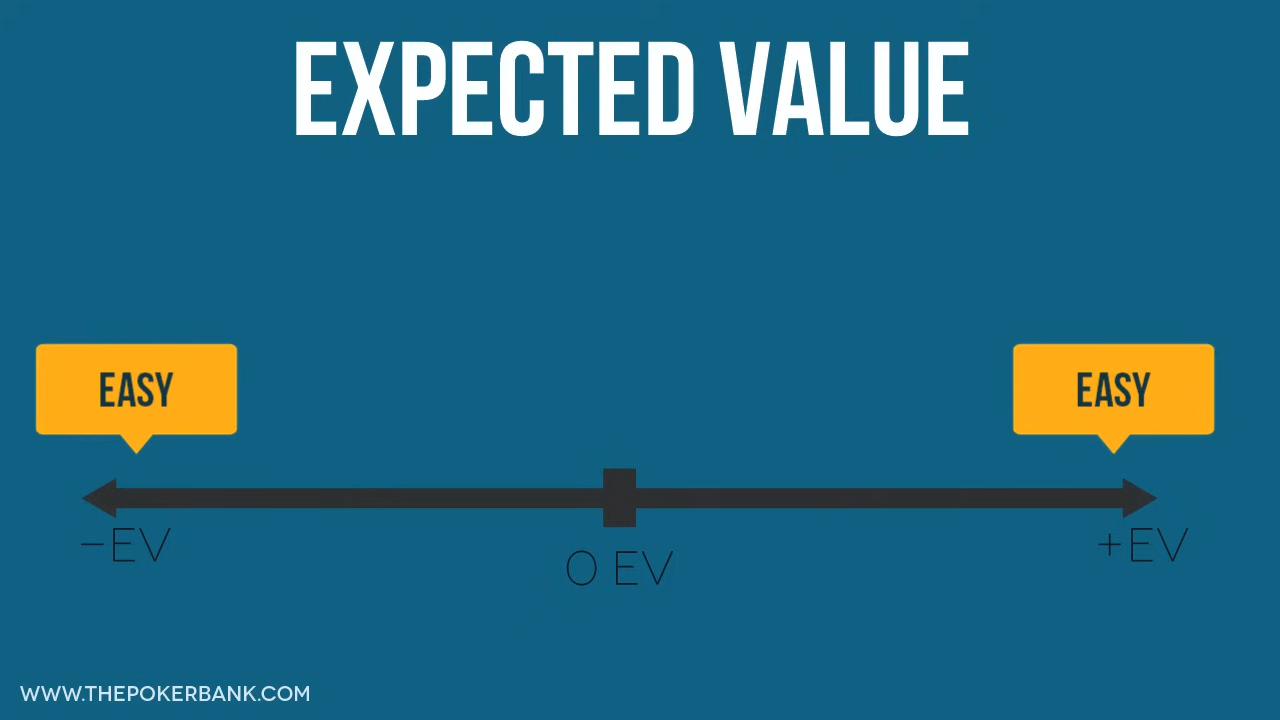 EXPECTED VALUE
EASY
EASY
–EV
0 EV
+EV
WWW.THEPOKERBANK.COM